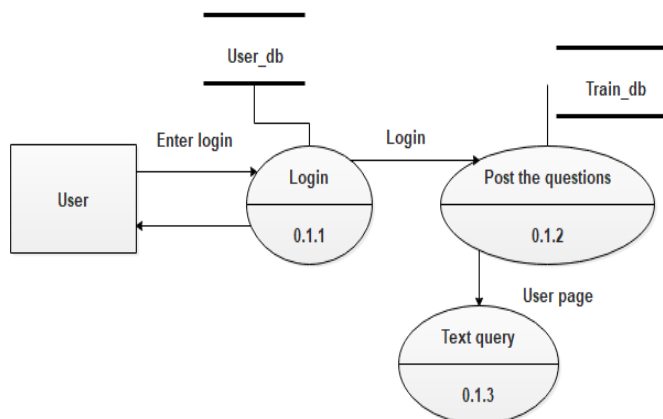 User_db
Train_db
Enter login
Login
User
Login
0.1.1
Post the questions
0.1.2
User page
Text query
0.1.3